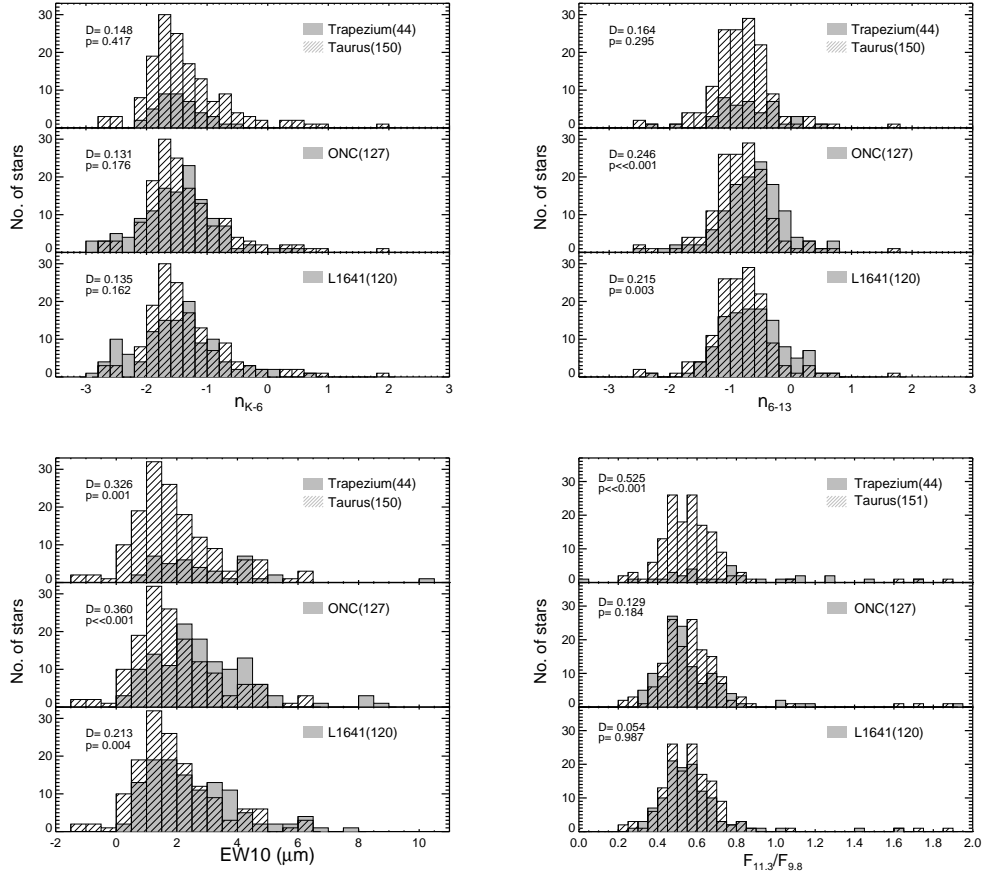 30
20
10
0
D= 0.148
p= 0.417
Trapezium(44)
Taurus(150)
30
20
10
0
No. of stars
D= 0.131
p= 0.176
ONC(127)
30
20
10
0
D= 0.135
p= 0.162
L1641(120)
-3 -2 -1 0 1 2 3
n_{K-6}
30
20
10
0
D= 0.164
p= 0.295
Trapezium(44)
Taurus(150)
30
20
10
0
No. of stars
D= 0.246
p<<0.001
ONC(127)
30
20
10
0
D= 0.215
p= 0.003
L1641(120)
-3 -2 -1 0 1 2 3
n_{6-13}
30
20
10
0
D= 0.326
p= 0.001
Trapezium(44)
Taurus(150)
30
20
10
0
No. of stars
D= 0.360
p<<0.001
ONC(127)
30
20
10
0
D= 0.213
p= 0.004
L1641(120)
-2 0 2 4 6 8 10
EW10 (μm)
30
20
10
0
D= 0.525
p<<0.001
Trapezium(44)
Taurus(151)
30
20
10
0
No. of stars
D= 0.129
p= 0.184
ONC(127)
30
20
10
0
D= 0.054
p= 0.987
L1641(120)
0.0 0.2 0.4 0.6 0.8 1.0 1.2 1.4 1.6 1.8 2.0
F_{11.3}/F_{9.8}